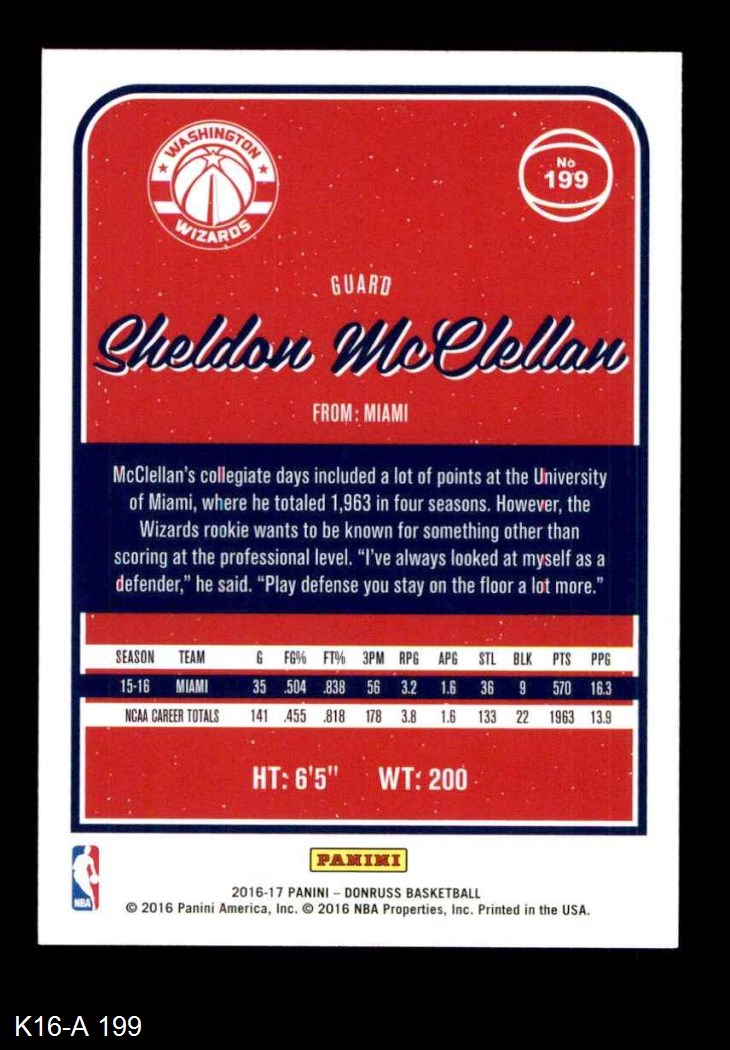 WASHINGTON
WIZARDS
No
199
GUARD
Sheldon McClellan
FROM: MIAMI
McClellan's collegiate days included a lot of points at the University
of Miami, where he totaled 1,963 in four seasons. However, the
Wizards rookie wants to be known for something other than
scoring at the professional level. "I've always looked at myself as a
defender," he said. "Play defense you stay on the floor a lot more."
SEASON TEAM G FG% FT% 3PM RPG APG STL BLK PTS PPG
15-16 MIAMI 35 .504 .838 56 3.2 1.6 36 9 570 16.3
NCAA CAREER TOTALS 141 .455 .818 178 3.8 1.6 133 22 1963 13.9
HT: 6'5" WT: 200
PANINI
NBA
2016-17 PANINI – DONRUSS BASKETBALL
© 2016 Panini America, Inc. © 2016 NBA Properties, Inc. Printed in the USA.
K16-A 199